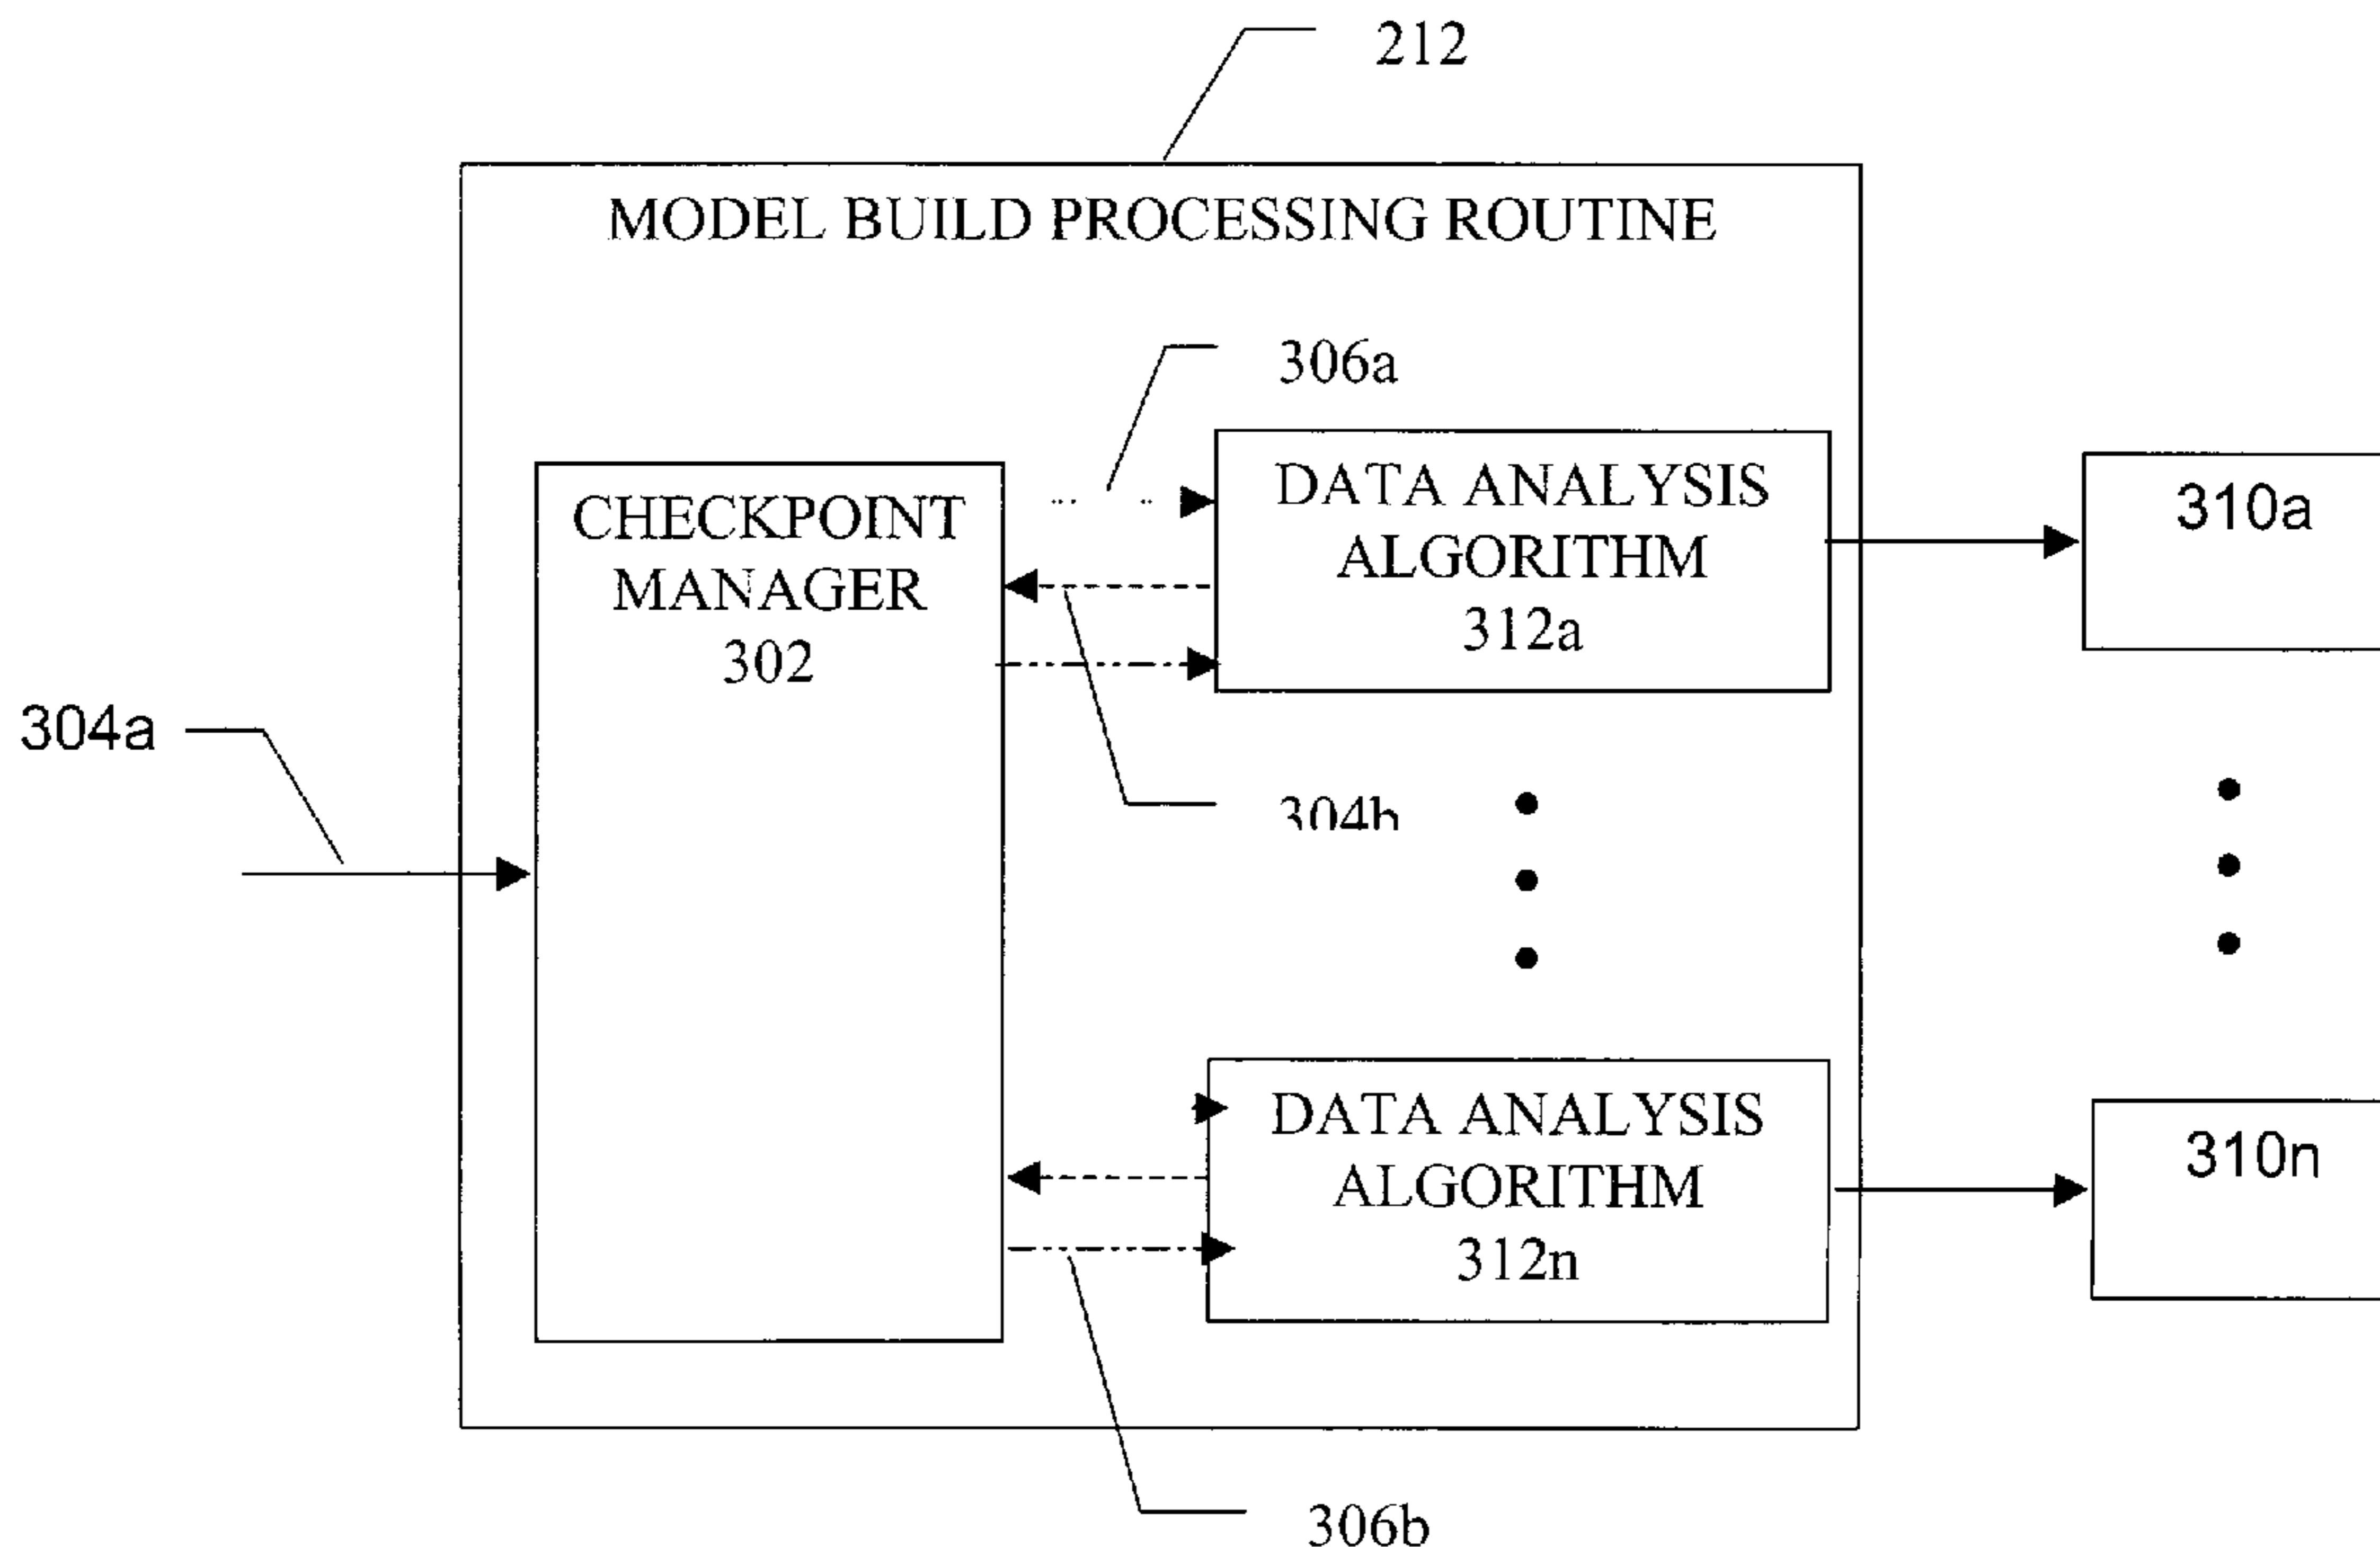 212
MODEL BUILD PROCESSING ROUTINE
306a
CHECKPOINT
MANAGER
302
DATA ANALYSIS
ALGORITHM
312a
310a
304a
304b
DATA ANALYSIS
ALGORITHM
312n
310n
306b